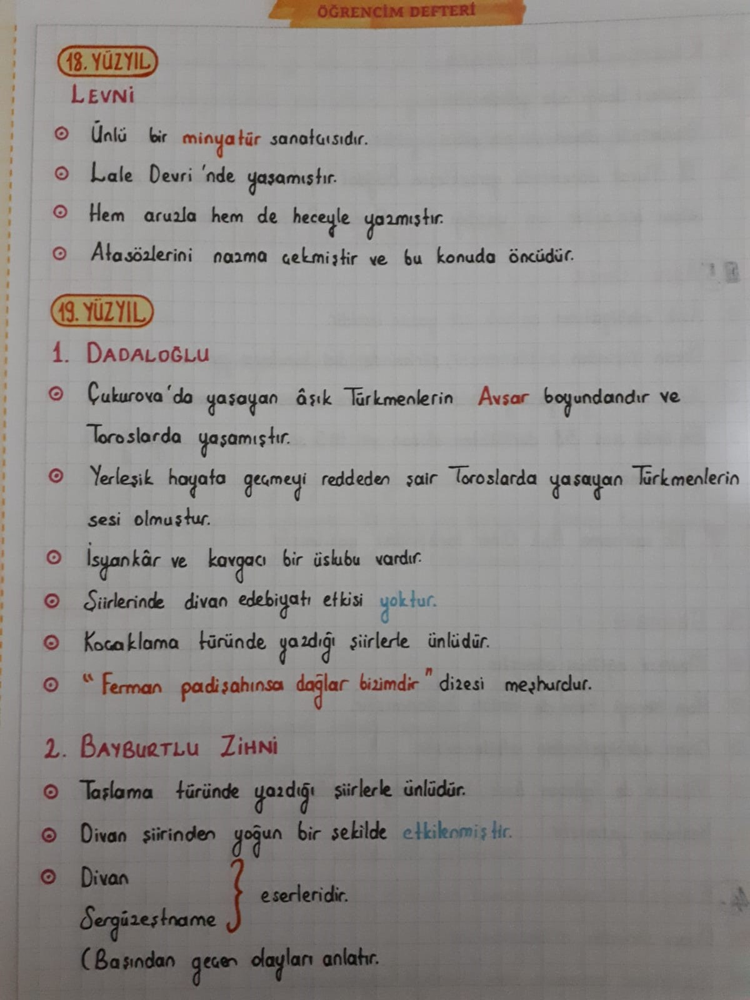 ÖĞRENCİM DEFTERİ
18. YÜZYIL
LEVNİ
Ünlü bir minyatür sanatçısıdır.
Lale Devri'nde yaşamıştır.
Hem aruzla hem de heceyle yazmıştır.
Atasözlerini nazma çekmiştir ve bu konuda öncüdür.
19. YÜZYIL
1. DADALOĞLU
Çukurova'da yaşayan âşık Türkmenlerin Avşar boyundandır ve
Toroslarda yaşamıştır.
Yerleşik hayata geçmeyi reddeden şair Toroslarda yaşayan Türkmenlerin
sesi olmuştur.
İsyankâr ve kavgacı bir üslubu vardır.
Şiirlerinde divan edebiyatı etkisi yoktur.
Koçaklama türünde yazdığı şiirlerle ünlüdür.
"Ferman padişahınsa dağlar bizimdir" dizesi meşhurdur.
2. BAYBURTLU ZİHNİ
Taşlama türünde yazdığı şiirlerle ünlüdür.
Divan şiirinden yoğun bir şekilde etkilenmiştir.
Divan
Sergüzeştname } eserleridir.
(Başından geçen olayları anlatır.